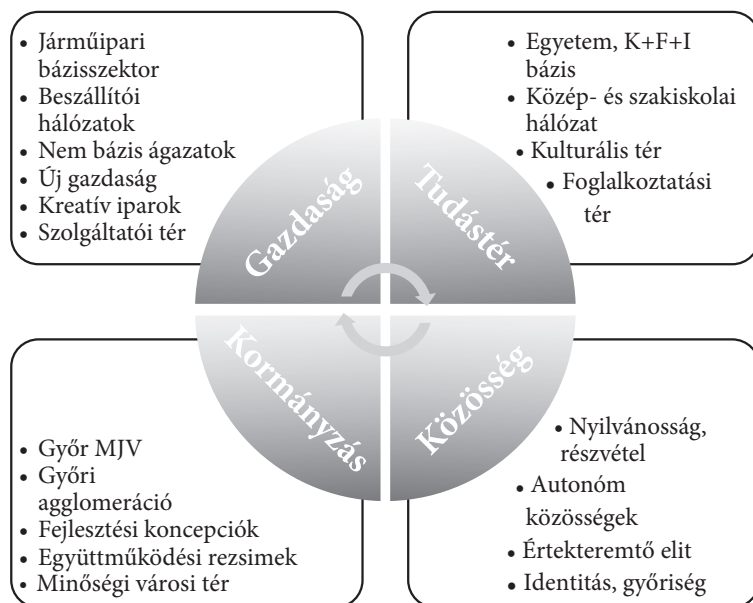 • Járműipari
bázisszektor
• Beszállítói
hálózatok
• Nem bázis ágazatok
• Új gazdaság
• Kreatív iparok
• Szolgáltatói tér
• Egyetem, K+F+I
bázis
• Közép- és szakiskolai
hálózat
• Kulturális tér
• Foglalkoztatási
tér
Gazdaság
Tudástér
Kormányzás
Közösség
• Győr MJV
• Győri
agglomeráció
• Fejlesztési koncepciók
• Együttműködési rezsimek
• Minőségi városi tér
• Nyilvánosság,
részvétel
• Autonóm
közösségek
• Értekteremtő elit
• Identitás, győriség